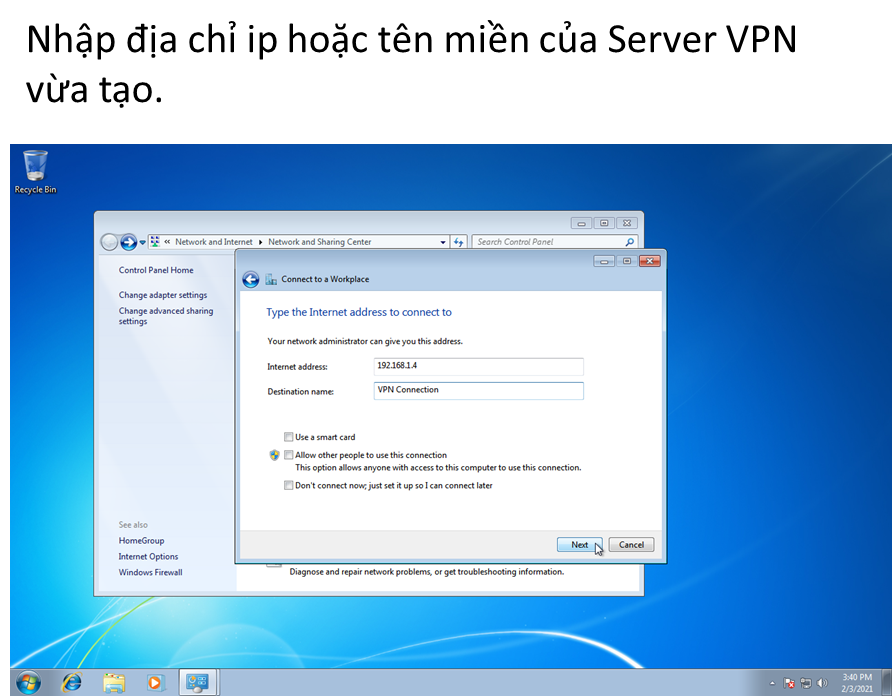 Nhập địa chỉ ip hoặc tên miền của Server VPN
vừa tạo.
Recycle Bin
« Network and Internet ▸ Network and Sharing Center
Search Control Panel
Control Panel Home
Change adapter settings
Change advanced sharing
settings
See also
HomeGroup
Internet Options
Windows Firewall
Connect to a Workplace
Type the Internet address to connect to
Your network administrator can give you this address.
Internet address: 192.168.1.4
Destination name: VPN Connection
Use a smart card
Allow other people to use this connection
This option allows anyone with access to this computer to use this connection.
Don't connect now; just set it up so I can connect later
Next Cancel
Diagnose and repair network problems, or get troubleshooting information.
3:40 PM
2/3/2021